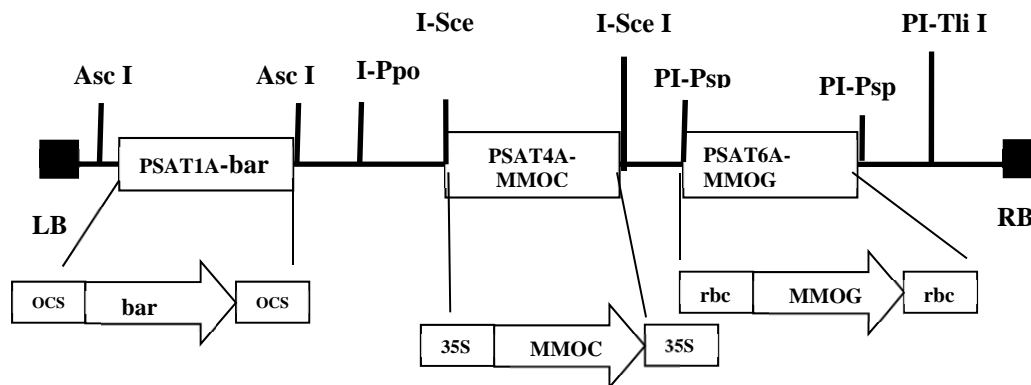 I-Sce
I-Sce I
PI-Tli I
Asc I
Asc I
I-Ppo
PI-Psp
PI-Psp
PSAT1A-bar
PSAT4A-
MMOC
PSAT6A-
MMOG
LB
RB
OCS
bar
OCS
rbc
MMOG
rbc
35S
MMOC
35S